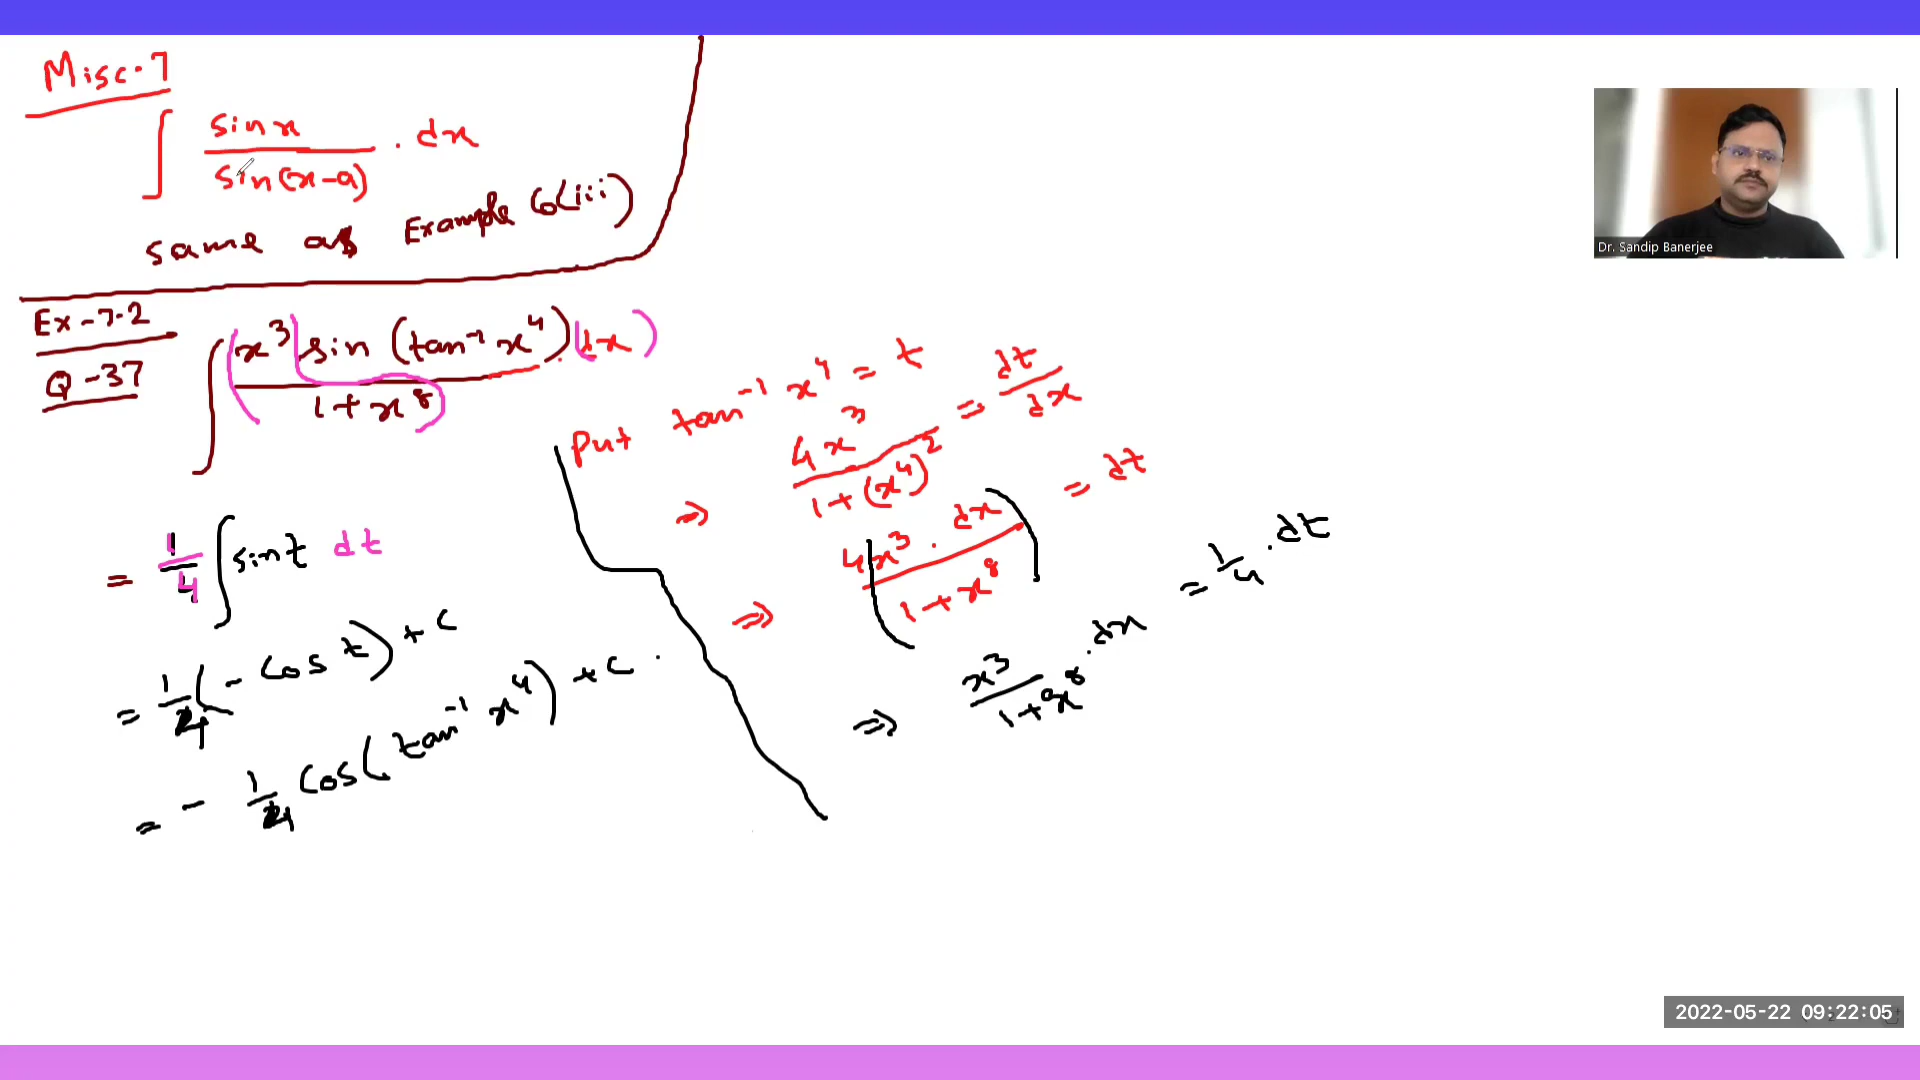 Misc-7
∫ sinx / sin(x-a) . dx
same as Example 6(iii)
Ex-7.2
Q-37
∫ x³ sin (tan⁻¹ x⁴) . dx / 1+x⁸
= 1/4 ∫ sint dt
= 1/4 (- cos t) + c
= - 1/4 cos(tan⁻¹ x⁴) + c .
Put tan⁻¹ x⁴ = t
⇒ 4x³ / 1+(x⁴)² = dt/dx
⇒ 4x³ . dx / 1+x⁸ = dt
⇒ x³ / 1+x⁸ . dx = 1/4 . dt
Dr. Sandip Banerjee
2022-05-22 09:22:05